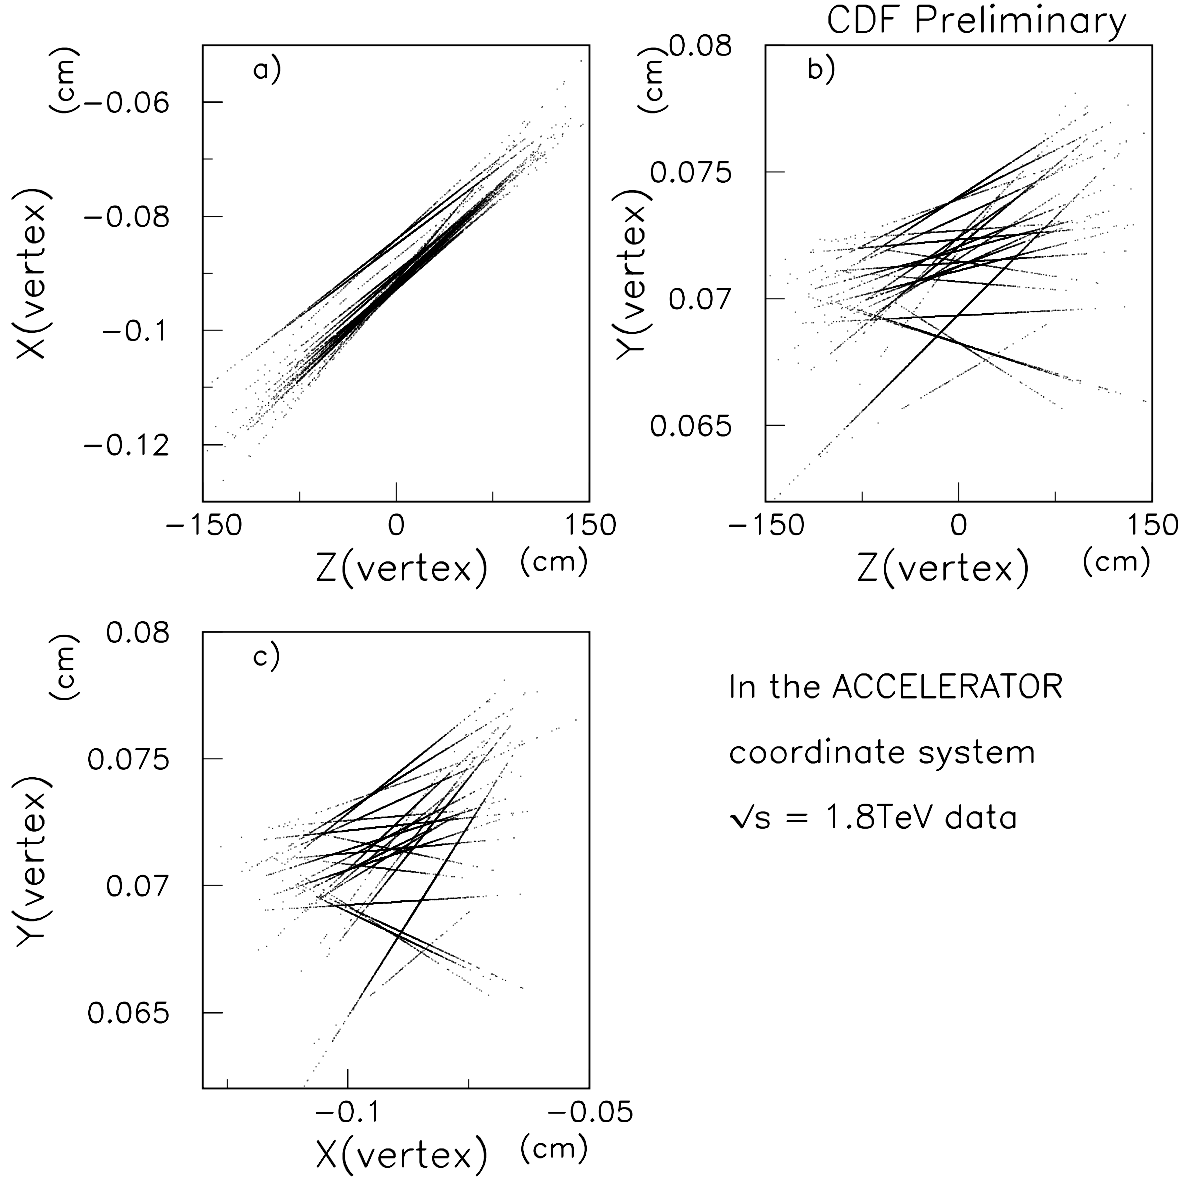 CDF Preliminary
a)
X(vertex) (cm)
−0.06
−0.08
−0.1
−0.12
−150 0 150
Z(vertex) (cm)
b)
Y(vertex) (cm)
0.08
0.075
0.07
0.065
−150 0 150
Z(vertex) (cm)
c)
Y(vertex) (cm)
0.08
0.075
0.07
0.065
−0.1 −0.05
X(vertex) (cm)
In the ACCELERATOR
coordinate system
√s = 1.8TeV data